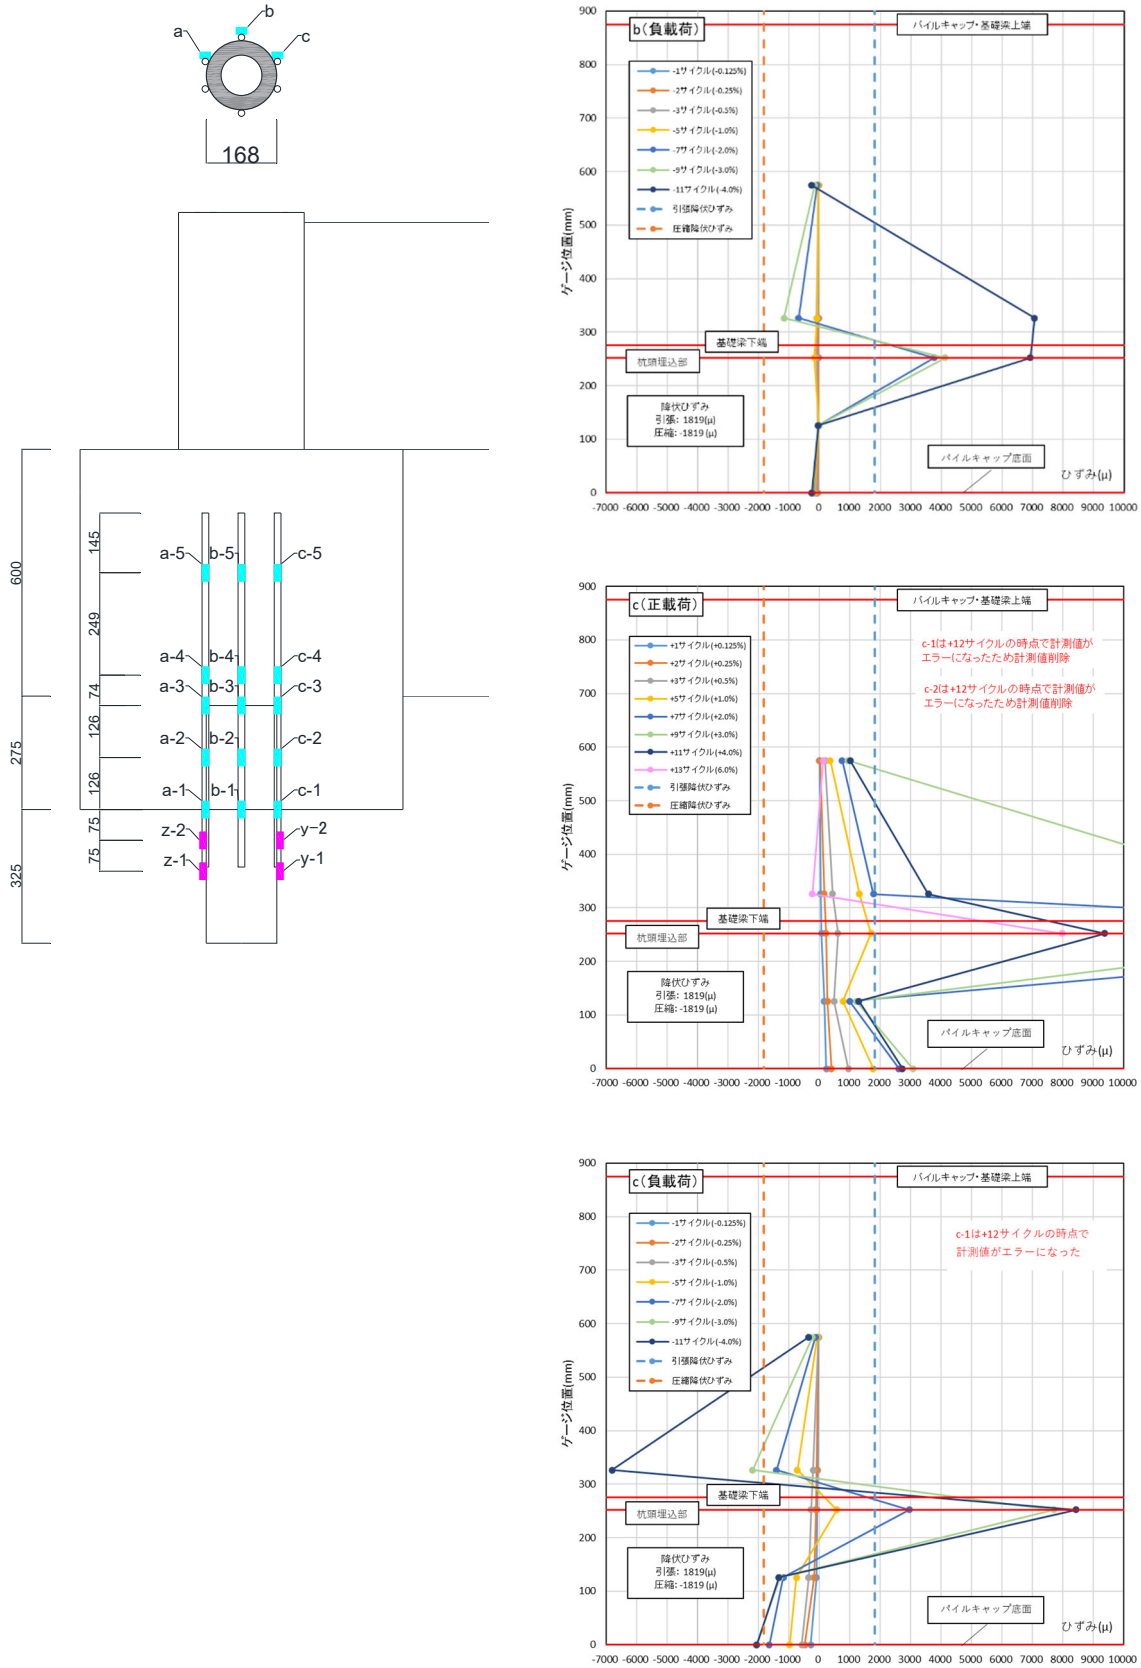 b
a
c
168
600
275
325
145
249
74
126
126
75
75
a-5
b-5
c-5
a-4
b-4
c-4
a-3
b-3
c-3
a-2
b-2
c-2
a-1
b-1
c-1
z-2
y-2
z-1
y-1
b(負載荷)
パイルキャップ・基礎梁上端
-1サイクル(-0.125%)
-2サイクル(-0.25%)
-3サイクル(-0.5%)
-5サイクル(-1.0%)
-7サイクル(-2.0%)
-9サイクル(-3.0%)
-11サイクル(-4.0%)
引張降伏ひずみ
圧縮降伏ひずみ
ゲージ位置(mm)
900
800
700
600
500
400
300
200
100
0
基礎梁下端
杭頭埋込部
降伏ひずみ
引張: 1819(μ)
圧縮: -1819 (μ)
パイルキャップ底面
ひずみ(μ)
-7000 -6000 -5000 -4000 -3000 -2000 -1000 0 1000 2000 3000 4000 5000 6000 7000 8000 9000 10000
c(正載荷)
パイルキャップ・基礎梁上端
c-1は+12サイクルの時点で計測値が
エラーになったため計測値削除
c-2は+12サイクルの時点で計測値が
エラーになったため計測値削除
+1サイクル(+0.125%)
+2サイクル(+0.25%)
+3サイクル(+0.5%)
+5サイクル(+1.0%)
+7サイクル(+2.0%)
+9サイクル(+3.0%)
+11サイクル(+4.0%)
+13サイクル(6.0%)
引張降伏ひずみ
圧縮降伏ひずみ
ゲージ位置(mm)
900
800
700
600
500
400
300
200
100
0
基礎梁下端
杭頭埋込部
降伏ひずみ
引張: 1819(μ)
圧縮: -1819 (μ)
パイルキャップ底面
ひずみ(μ)
-7000 -6000 -5000 -4000 -3000 -2000 -1000 0 1000 2000 3000 4000 5000 6000 7000 8000 9000 10000
c(負載荷)
パイルキャップ・基礎梁上端
c-1は+12サイクルの時点で
計測値がエラーになった
-1サイクル(-0.125%)
-2サイクル(-0.25%)
-3サイクル(-0.5%)
-5サイクル(-1.0%)
-7サイクル(-2.0%)
-9サイクル(-3.0%)
-11サイクル(-4.0%)
引張降伏ひずみ
圧縮降伏ひずみ
ゲージ位置(mm)
900
800
700
600
500
400
300
200
100
0
基礎梁下端
杭頭埋込部
降伏ひずみ
引張: 1819(μ)
圧縮: -1819 (μ)
パイルキャップ底面
ひずみ(μ)
-7000 -6000 -5000 -4000 -3000 -2000 -1000 0 1000 2000 3000 4000 5000 6000 7000 8000 9000 10000